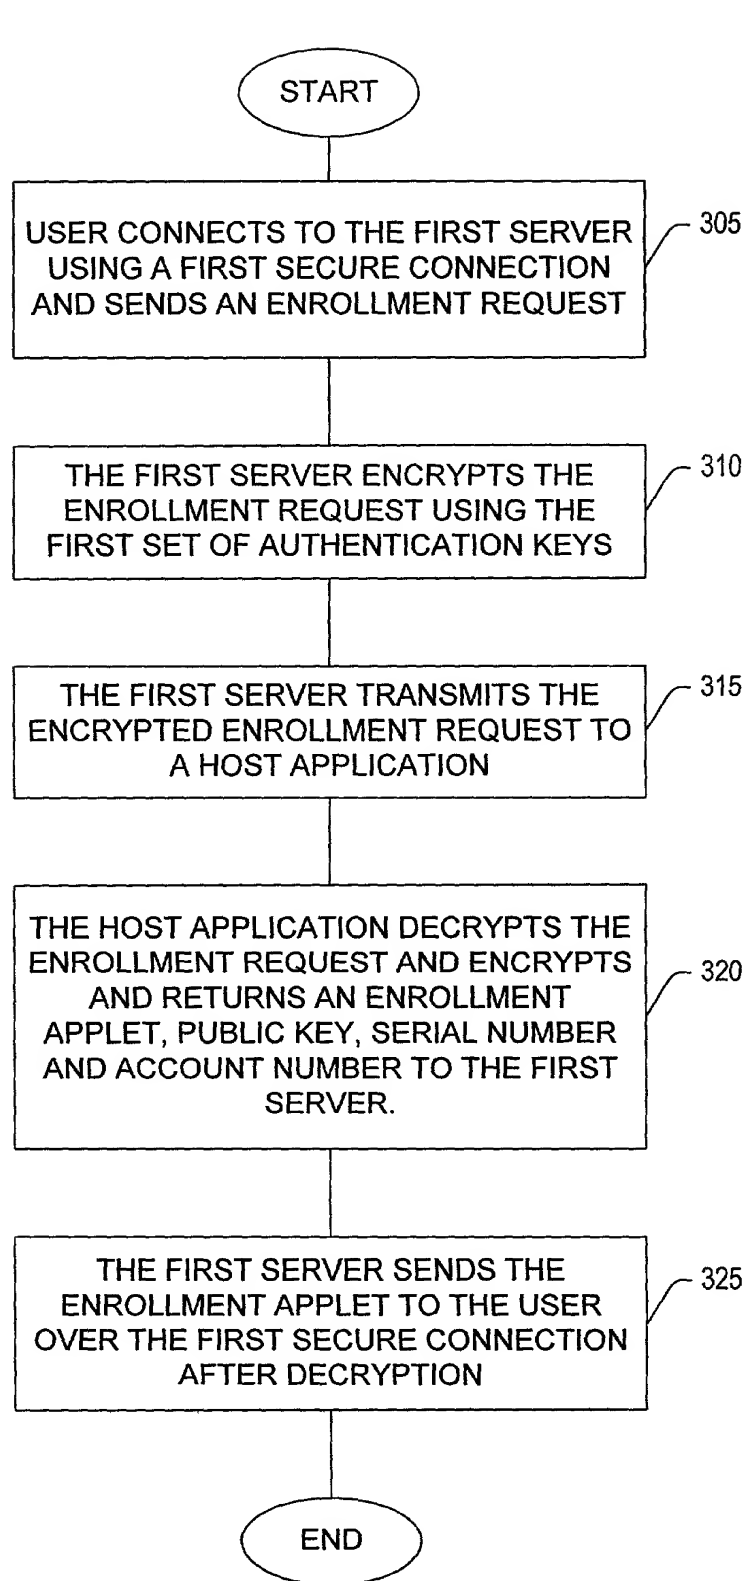 START
USER CONNECTS TO THE FIRST SERVER
USING A FIRST SECURE CONNECTION
AND SENDS AN ENROLLMENT REQUEST
305
THE FIRST SERVER ENCRYPTS THE
ENROLLMENT REQUEST USING THE
FIRST SET OF AUTHENTICATION KEYS
310
THE FIRST SERVER TRANSMITS THE
ENCRYPTED ENROLLMENT REQUEST TO
A HOST APPLICATION
315
THE HOST APPLICATION DECRYPTS THE
ENROLLMENT REQUEST AND ENCRYPTS
AND RETURNS AN ENROLLMENT
APPLET, PUBLIC KEY, SERIAL NUMBER
AND ACCOUNT NUMBER TO THE FIRST
SERVER.
320
THE FIRST SERVER SENDS THE
ENROLLMENT APPLET TO THE USER
OVER THE FIRST SECURE CONNECTION
AFTER DECRYPTION
325
END